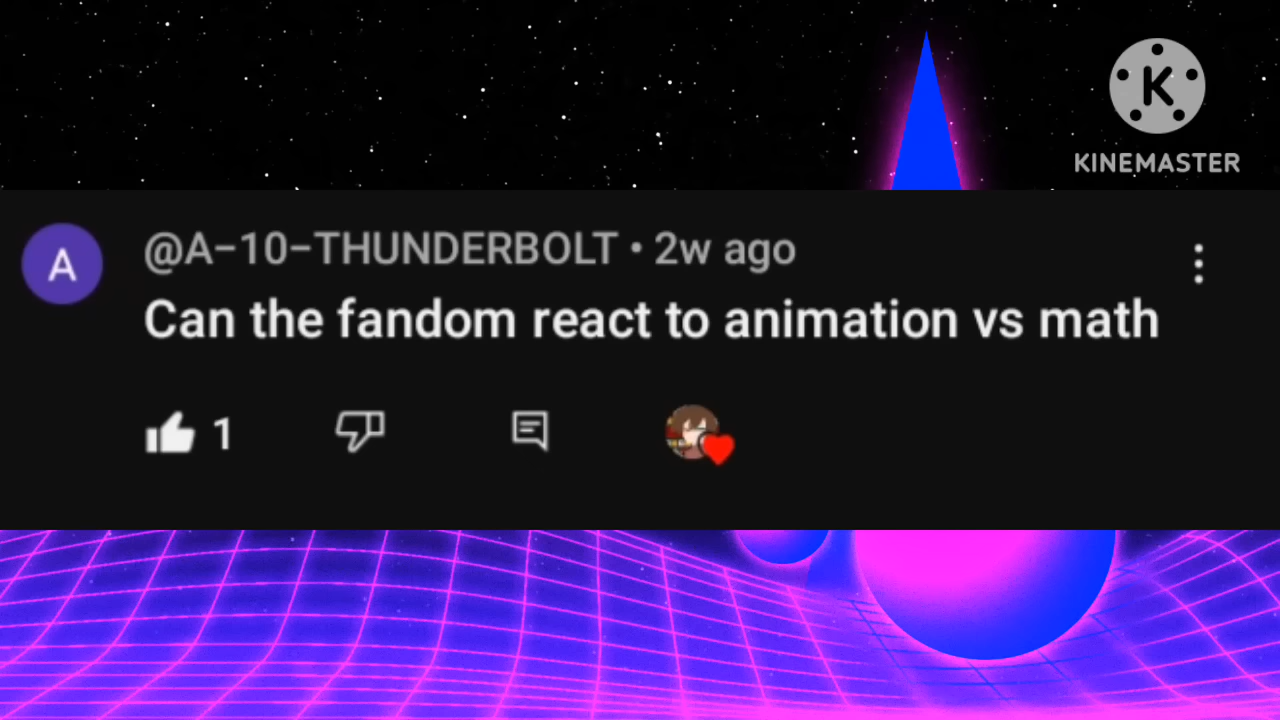 K
KINEMASTER
A
@A-10-THUNDERBOLT • 2w ago
Can the fandom react to animation vs math
1